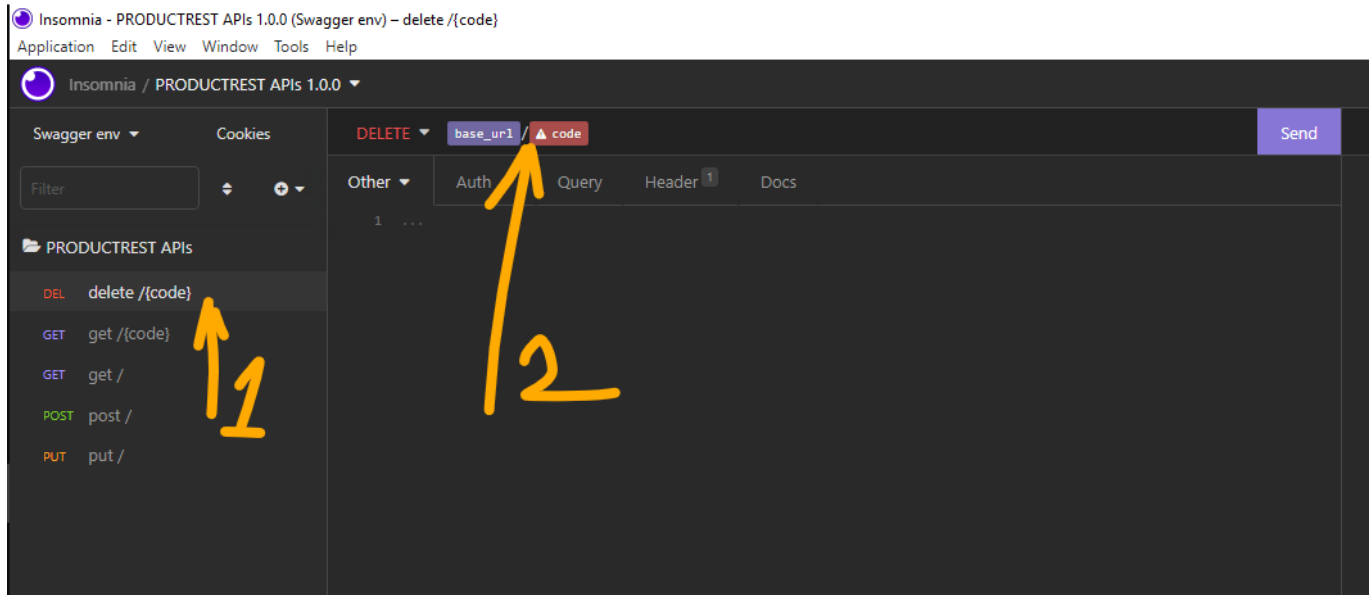 Insomnia - PRODUCTREST APIs 1.0.0 (Swagger env) – delete /{code}
Application Edit View Window Tools Help
Insomnia / PRODUCTREST APIs 1.0.0
Swagger env Cookies
DELETE base_url / code Send
Filter
Other Auth Query Header 1 Docs
1 ...
PRODUCTREST APIs
DEL delete /{code}
GET get /{code}
GET get /
POST post /
PUT put /
1
2